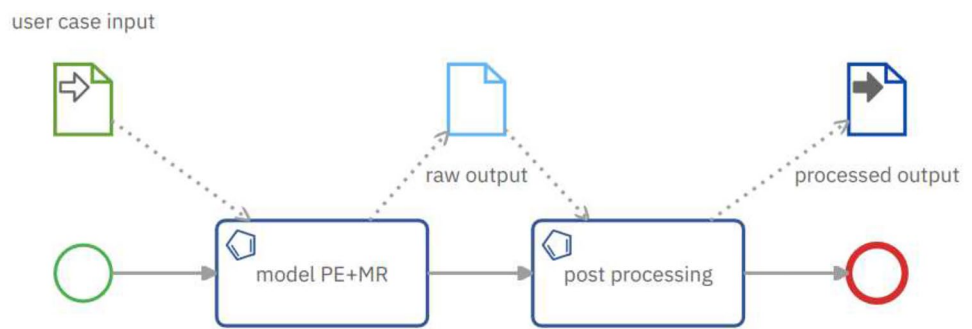 user case input
raw output
processed output
model PE+MR
post processing